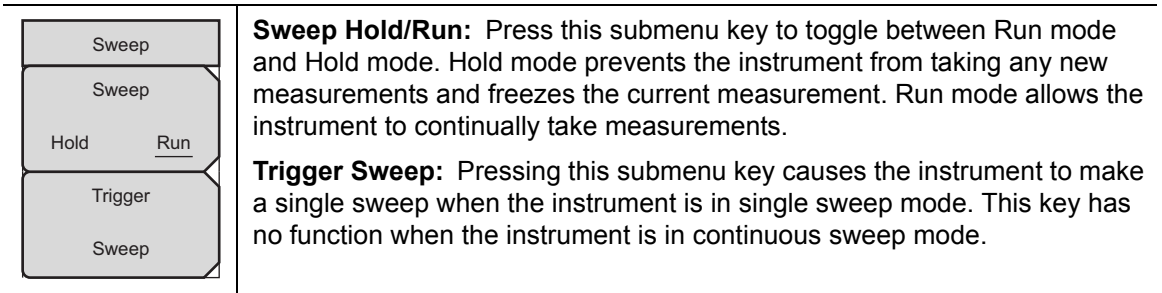 Sweep
Sweep
Hold Run
Trigger
Sweep
Sweep Hold/Run: Press this submenu key to toggle between Run mode
and Hold mode. Hold mode prevents the instrument from taking any new
measurements and freezes the current measurement. Run mode allows the
instrument to continually take measurements.
Trigger Sweep: Pressing this submenu key causes the instrument to make
a single sweep when the instrument is in single sweep mode. This key has
no function when the instrument is in continuous sweep mode.